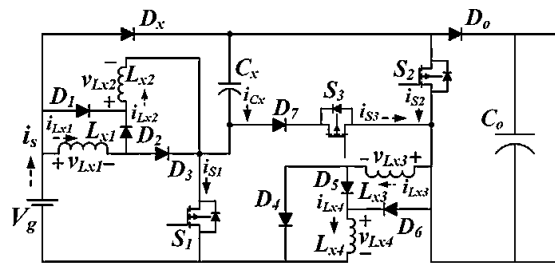 D_x
D_o
v_Lx2
−
L_x2
+
i_Lx2
C_x
i_Cx
S_2
S_3
i_S2
D_1
i_Lx1
L_x1
D_2
D_7
i_S3
C_o
i_s
+ v_Lx1 −
D_3
i_S1
− v_Lx3 +
D_5
L_x3
i_Lx3
V_g
S_1
D_4
i_Lx4
+
D_6
L_x4
v_Lx4
−